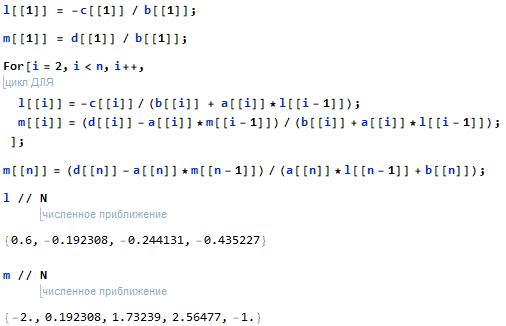 l[[1]] = -c[[1]] / b[[1]];
m[[1]] = d[[1]] / b[[1]];
For[i = 2, i < n, i++,
цикл ДЛЯ
l[[i]] = -c[[i]] / (b[[i]] + a[[i]] * l[[i - 1]]);
m[[i]] = (d[[i]] - a[[i]] * m[[i - 1]]) / (b[[i]] + a[[i]] * l[[i - 1]]);
];
m[[n]] = (d[[n]] - a[[n]] * m[[n - 1]]) / (a[[n]] * l[[n - 1]] + b[[n]]);
l // N
численное приближение
{0.6, -0.192308, -0.244131, -0.435227}
m // N
численное приближение
{-2., 0.192308, 1.73239, 2.56477, -1.}